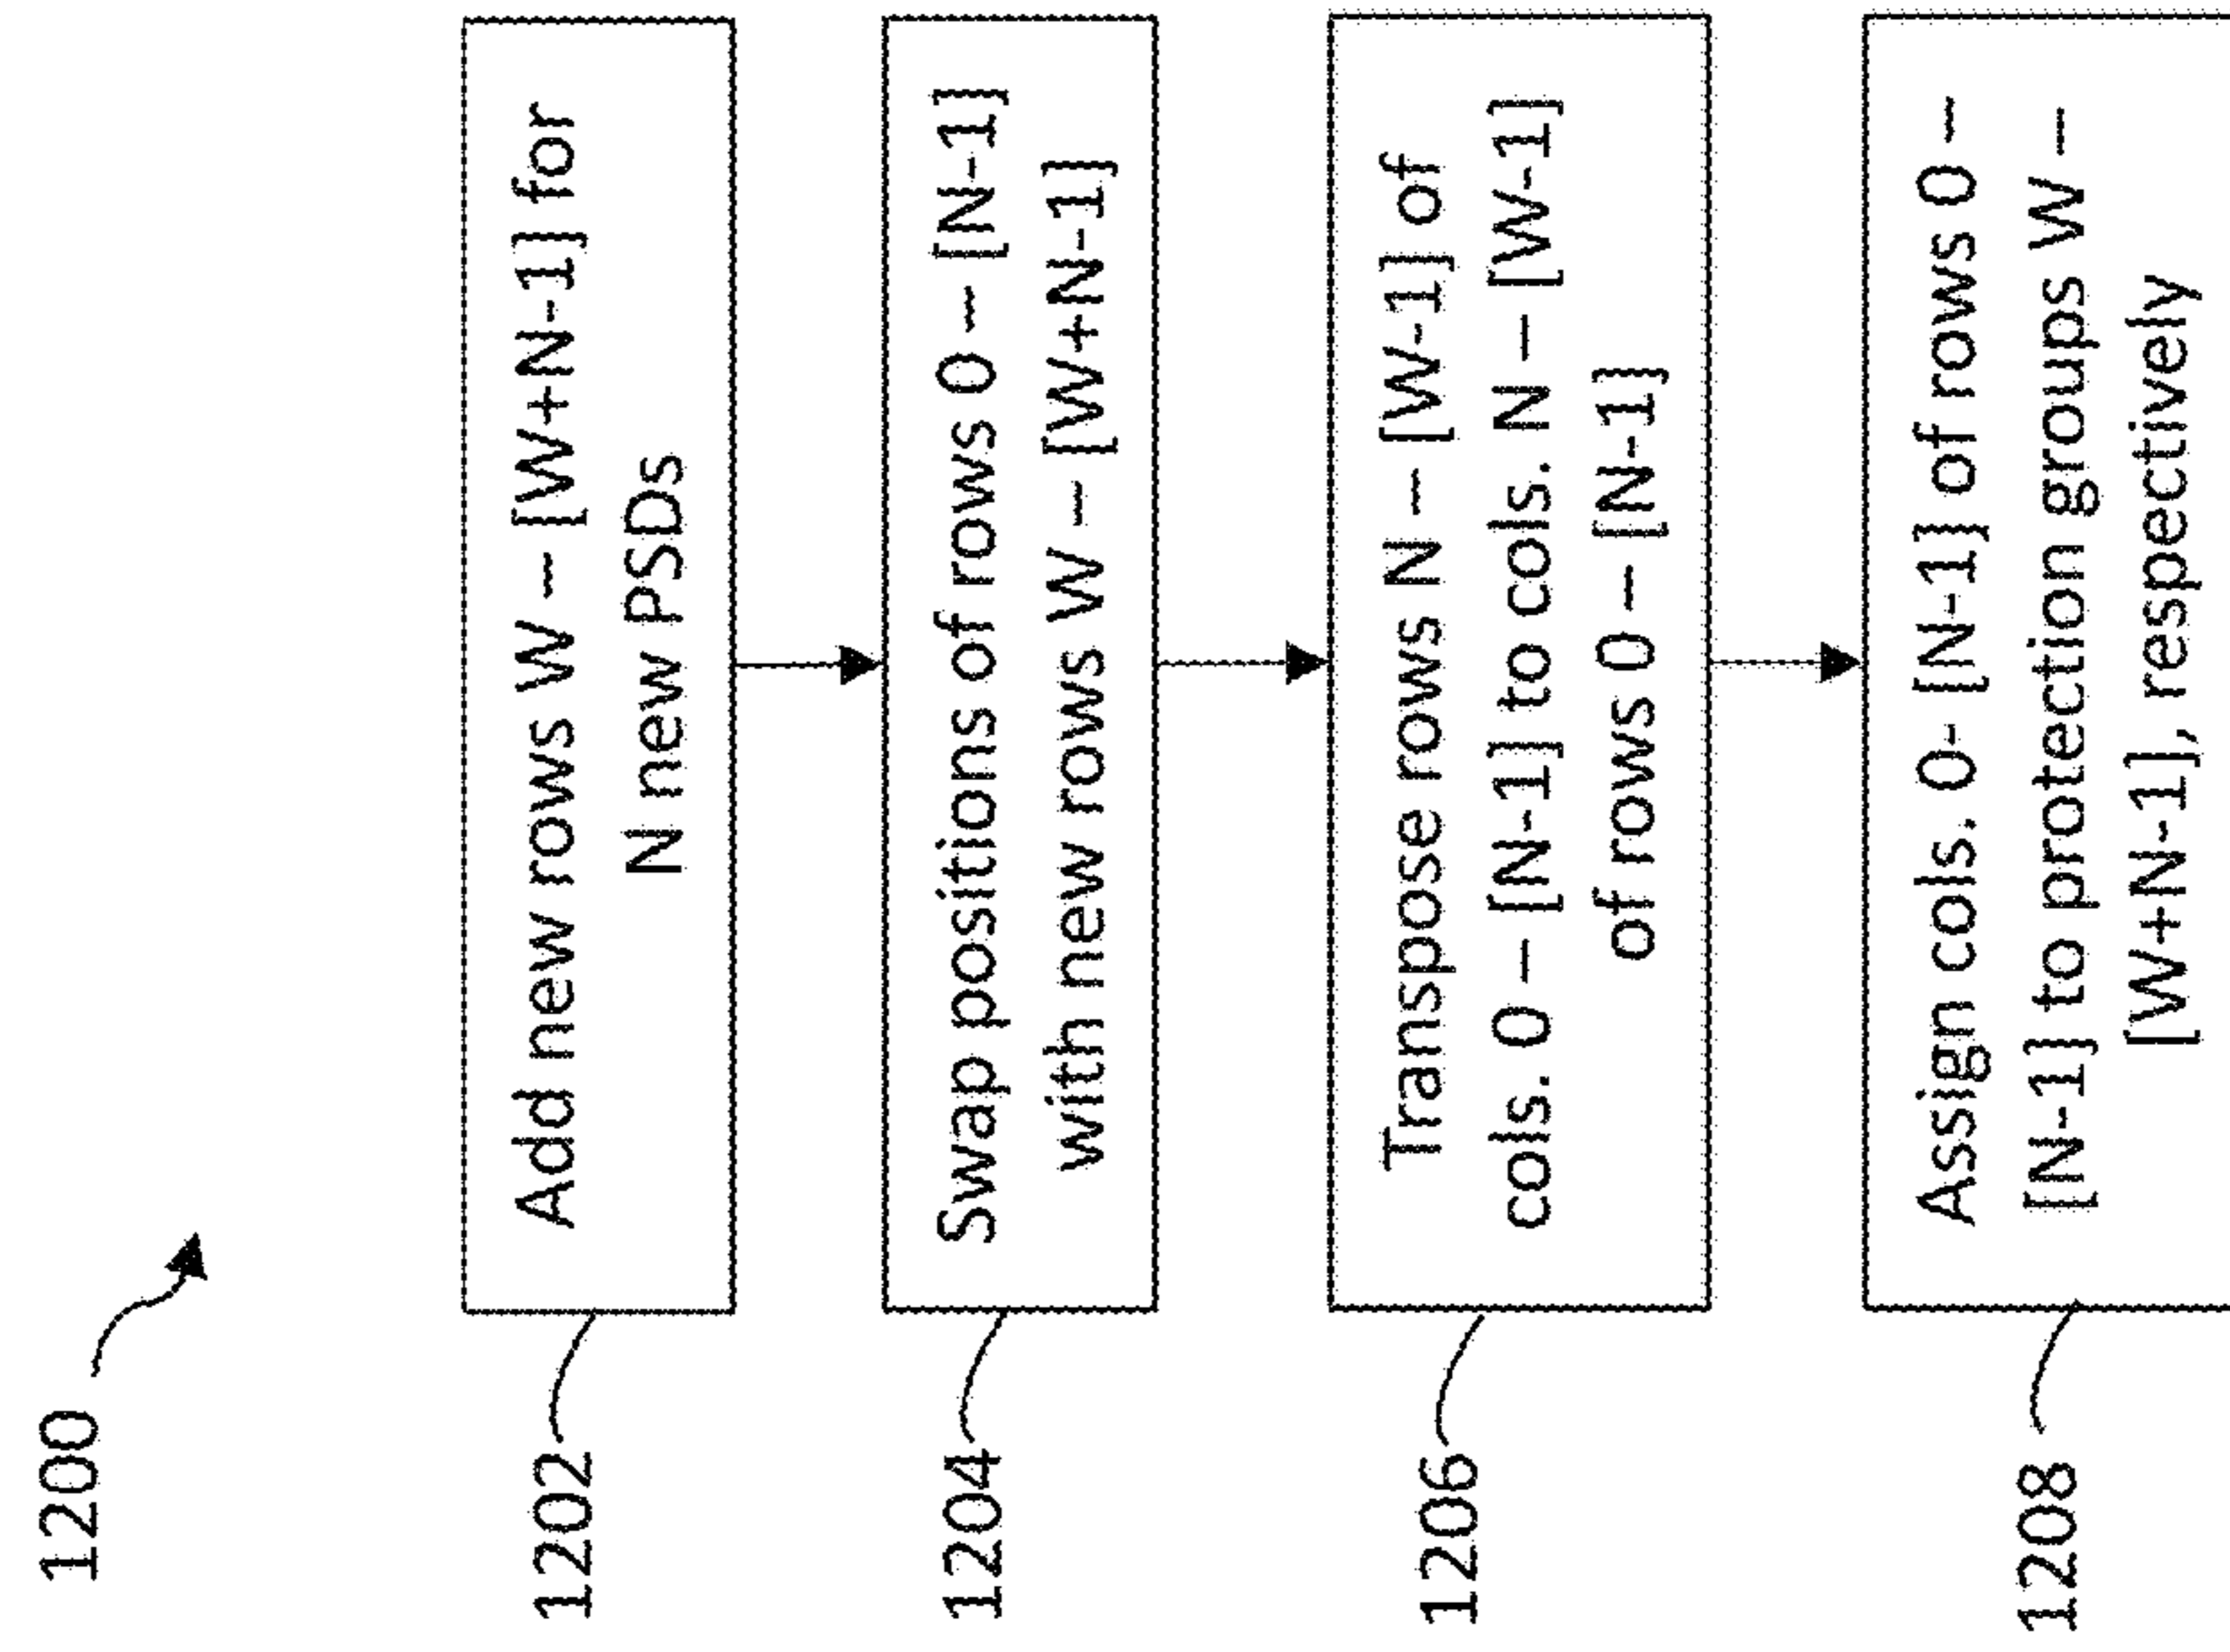 1200
1202
Add new rows W – [W+N-1] for
N new PSDs
1204
Swap positions of rows 0 – [N-1]
with new rows W – [W+N-1]
1206
Transpose rows N – [W-1] of
cols. 0 – [N-1] to cols. N – [W-1]
of rows 0 – [N-1]
1208
Assign cols. 0- [N-1] of rows 0 –
[N-1] to protection groups W –
[W+N-1], respectively